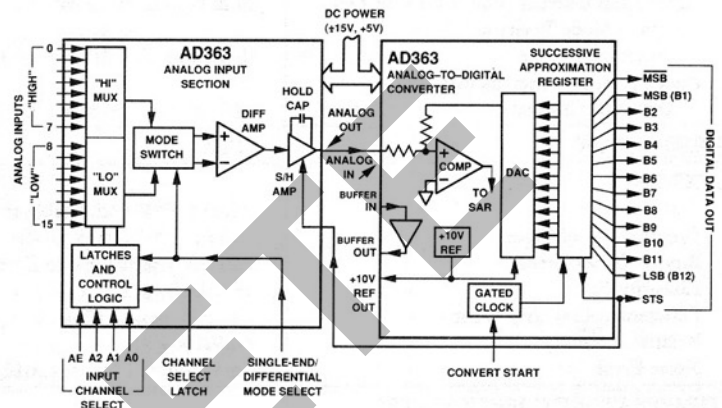 DC POWER
(±15V, +5V)
AD363
ANALOG INPUT
SECTION
0
"HIGH"
7
8
"LOW"
15
ANALOG INPUTS
"HI"
MUX
"LO"
MUX
MODE
SWITCH
DIFF
AMP
+
−
HOLD
CAP
S/H
AMP
ANALOG
OUT
ANALOG
IN
LATCHES
AND
CONTROL
LOGIC
AE A2 A1 A0
INPUT
CHANNEL
SELECT
CHANNEL
SELECT
LATCH
SINGLE-END/
DIFFERENTIAL
MODE SELECT
AD363
ANALOG–TO–DIGITAL
CONVERTER
SUCCESSIVE
APPROXIMATION
REGISTER
+
−
COMP
TO
SAR
DAC
BUFFER
IN
BUFFER
OUT
+10V
REF
+10V
REF
OUT
GATED
CLOCK
CONVERT START
MSB
MSB (B1)
B2
B3
B4
B5
B6
B7
B8
B9
B10
B11
LSB (B12)
STS
DIGITAL DATA OUT